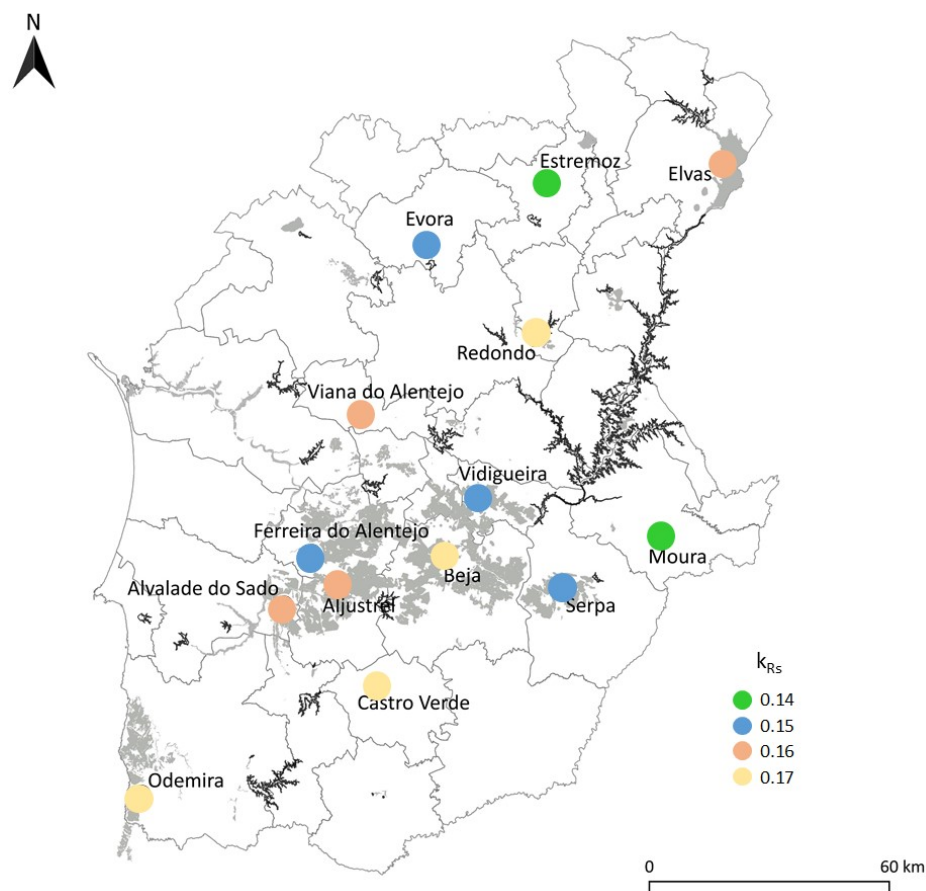 N
Estremoz
Elvas
Evora
Redondo
Viana do Alentejo
Vidigueira
Ferreira do Alentejo
Moura
Beja
Alvalade do Sado
Aljustrel
Serpa
Castro Verde
Odemira
kRs
0.14
0.15
0.16
0.17
0
60 km